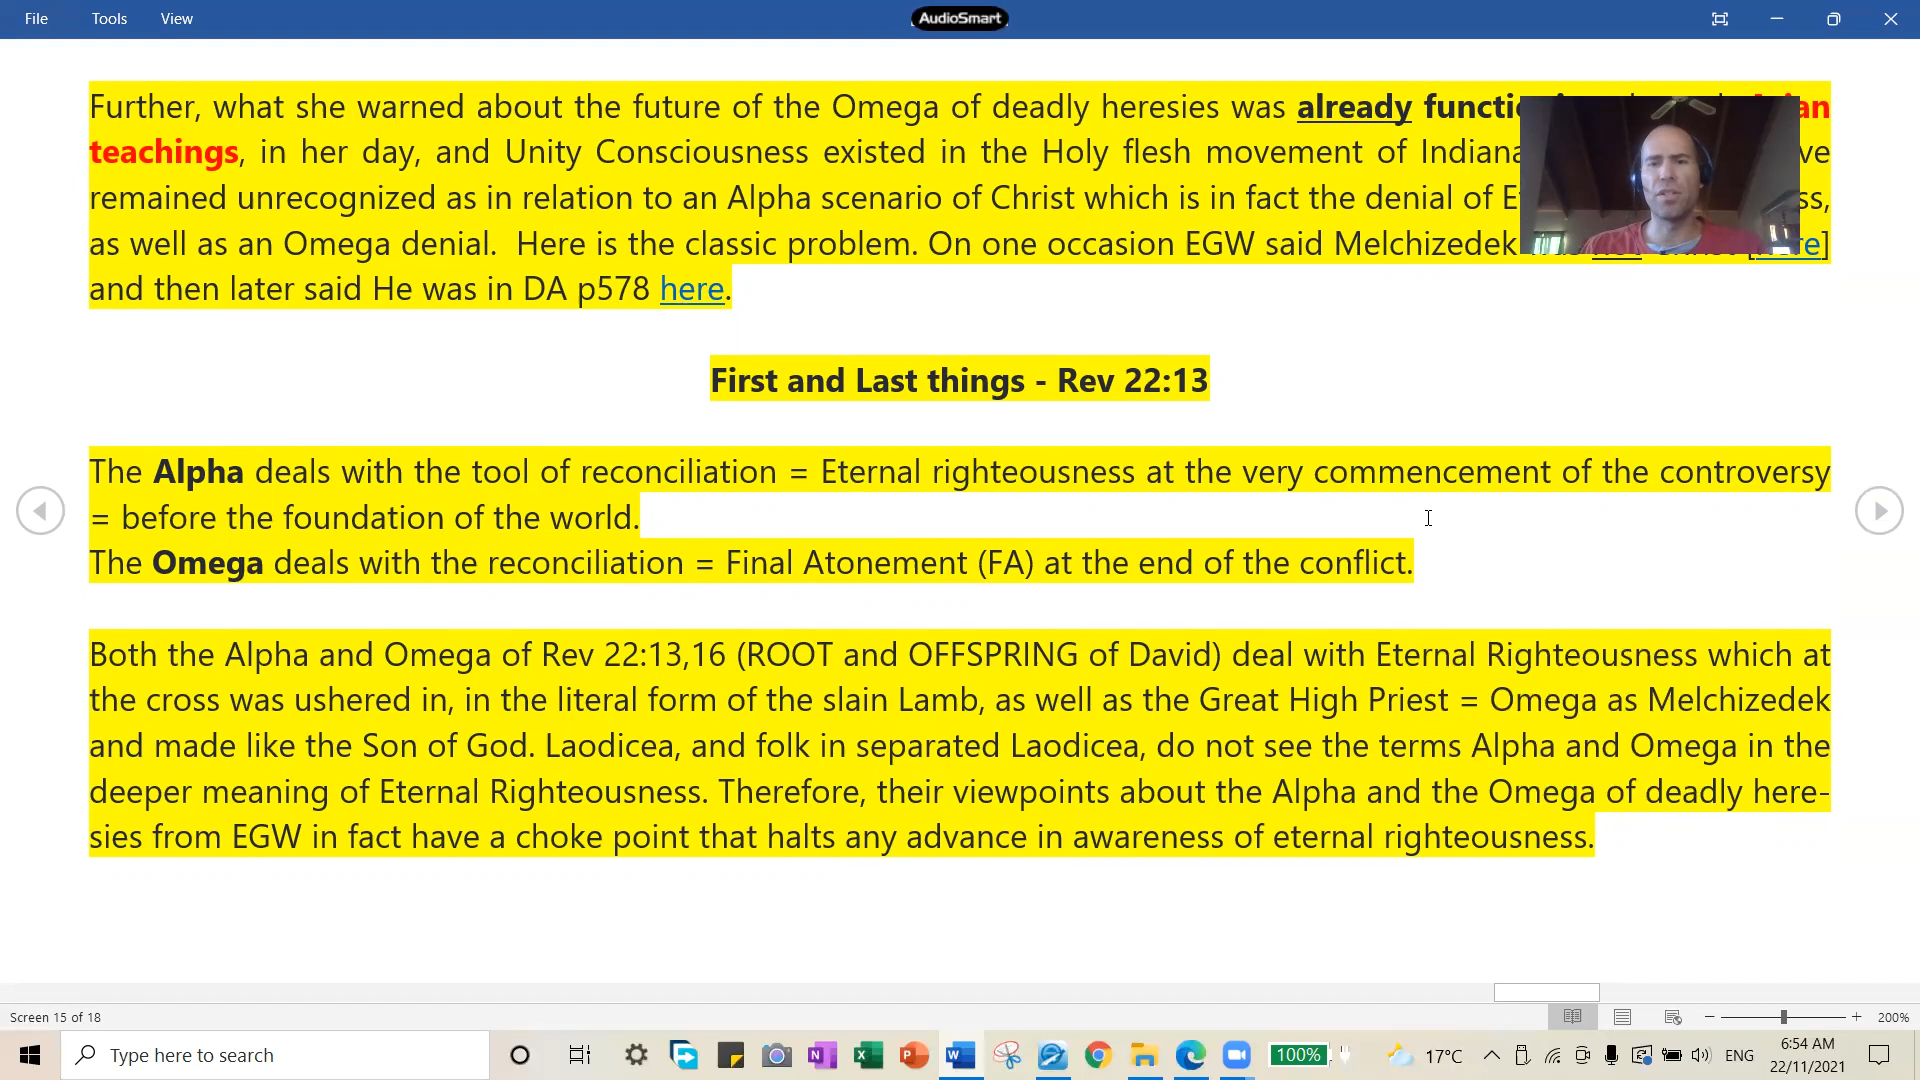 File Tools View AudioSmart
Further, what she warned about the future of the Omega of deadly heresies was already
teachings, in her day, and Unity Consciousness existed in the Holy flesh movement of Indiana
remained unrecognized as in relation to an Alpha scenario of Christ which is in fact the denial of
as well as an Omega denial. Here is the classic problem. On one occasion EGW said Melchizedek
and then later said He was in DA p578 here.
First and Last things - Rev 22:13
The Alpha deals with the tool of reconciliation = Eternal righteousness at the very commencement of the controversy
= before the foundation of the world.
The Omega deals with the reconciliation = Final Atonement (FA) at the end of the conflict.
Both the Alpha and Omega of Rev 22:13,16 (ROOT and OFFSPRING of David) deal with Eternal Righteousness which at
the cross was ushered in, in the literal form of the slain Lamb, as well as the Great High Priest = Omega as Melchizedek
and made like the Son of God. Laodicea, and folk in separated Laodicea, do not see the terms Alpha and Omega in the
deeper meaning of Eternal Righteousness. Therefore, their viewpoints about the Alpha and the Omega of deadly here-
sies from EGW in fact have a choke point that halts any advance in awareness of eternal righteousness.
Screen 15 of 18
200%
Type here to search
100%
17°C
ENG
6:54 AM
22/11/2021